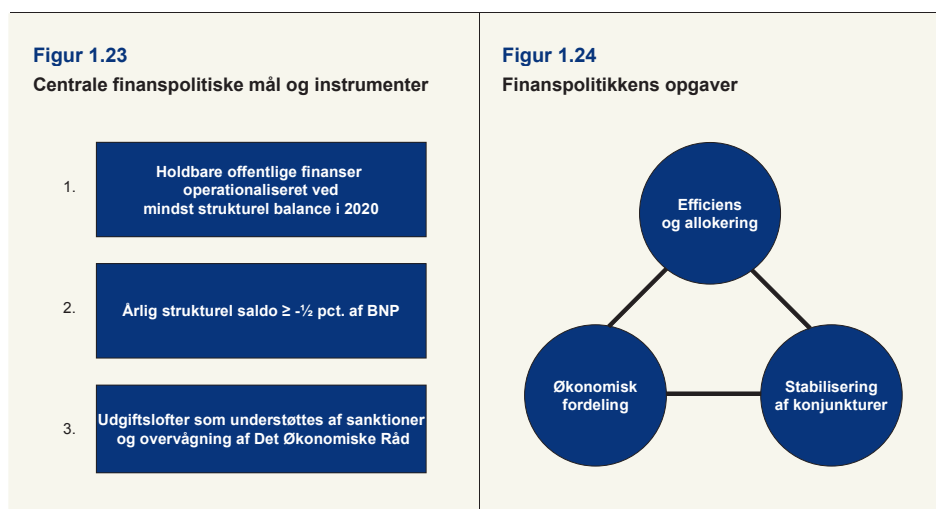 Figur 1.23
Centrale finanspolitiske mål og instrumenter
1.
Holdbare offentlige finanser
operationaliseret ved
mindst strukturel balance i 2020
2.
Årlig strukturel saldo ≥ -½ pct. af BNP
3.
Udgiftslofter som understøttes af sanktioner
og overvågning af Det Økonomiske Råd
Figur 1.24
Finanspolitikkens opgaver
Efficiens
og allokering
Økonomisk
fordeling
Stabilisering
af konjunkturer